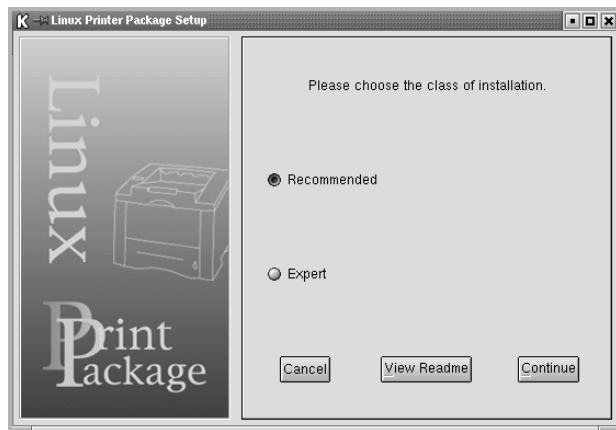 K Linux Printer Package Setup
Linux
Print
Package
Please choose the class of installation.
Recommended
Expert
Cancel View Readme Continue